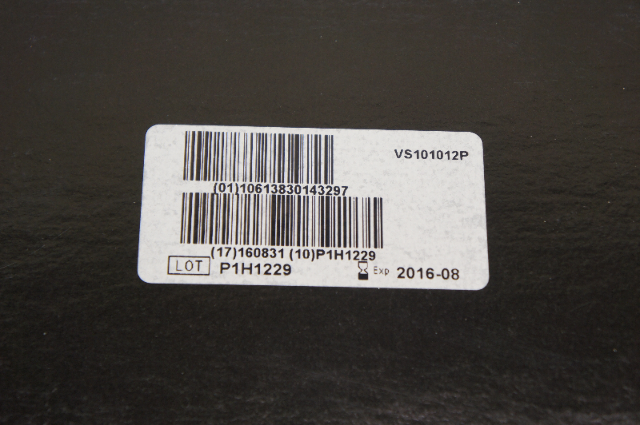 VS101012P
(01)10613830143297
(17)160831 (10)P1H1229
LOT P1H1229 Exp 2016-08